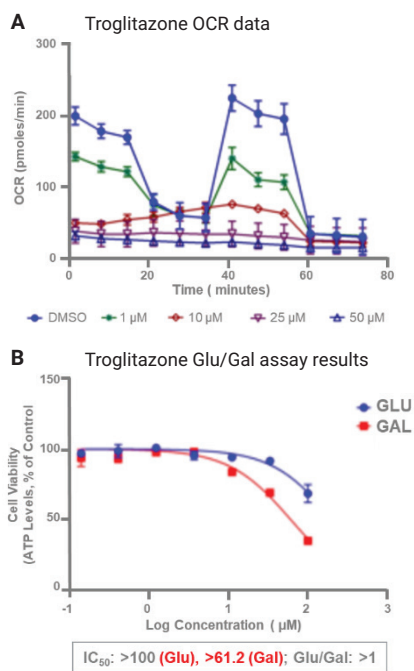 A Troglitazone OCR data
300
200
100
0
OCR (pmoles/min)
0 20 40 60 80
Time ( minutes)
DMSO 1 µM 10 µM 25 µM 50 µM
B Troglitazone Glu/Gal assay results
150
100
50
0
Cell Viability
(ATP Levels, % of Control)
GLU
GAL
-1 0 1 2 3
Log Concentration ( µM)
IC50: >100 (Glu), >61.2 (Gal); Glu/Gal: >1